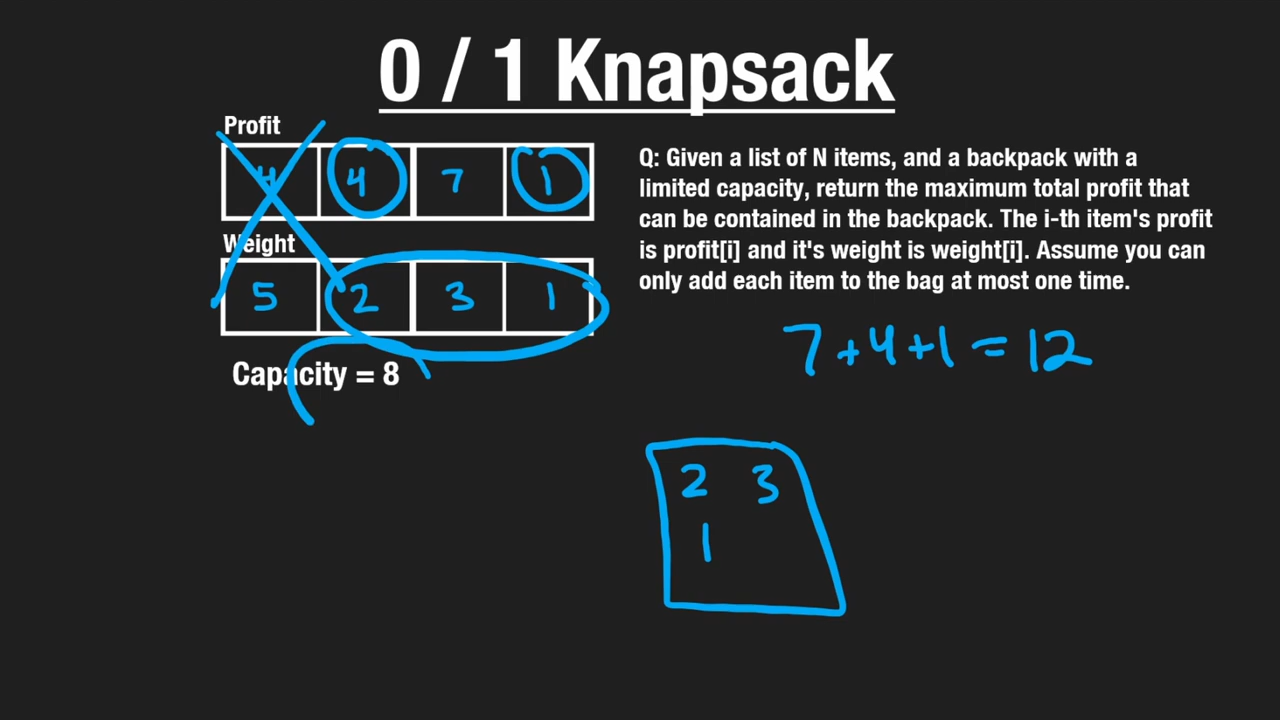 0 / 1 Knapsack
Profit
4 4 7 1
Weight
5 2 3 1
Capacity = 8
Q: Given a list of N items, and a backpack with a
limited capacity, return the maximum total profit that
can be contained in the backpack. The i-th item's profit
is profit[i] and it's weight is weight[i]. Assume you can
only add each item to the bag at most one time.
7+4+1=12
2 3
1